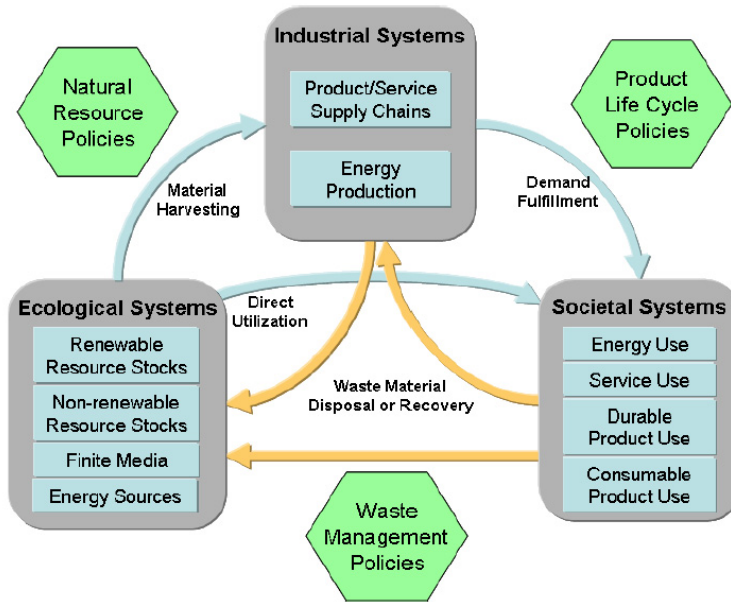 Industrial Systems
Product/Service
Supply Chains
Energy
Production
Natural
Resource
Policies
Product
Life Cycle
Policies
Material
Harvesting
Demand
Fulfillment
Ecological Systems
Renewable
Resource Stocks
Non-renewable
Resource Stocks
Finite Media
Energy Sources
Direct
Utilization
Waste Material
Disposal or Recovery
Societal Systems
Energy Use
Service Use
Durable
Product Use
Consumable
Product Use
Waste
Management
Policies